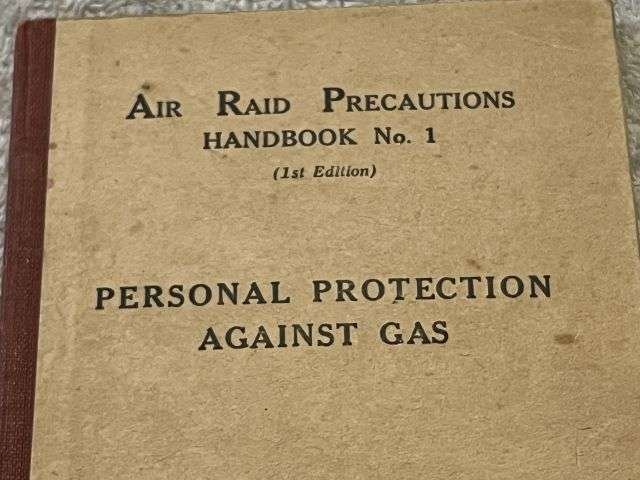 AIR RAID PRECAUTIONS
HANDBOOK No. 1
(1st Edition)
PERSONAL PROTECTION
AGAINST GAS